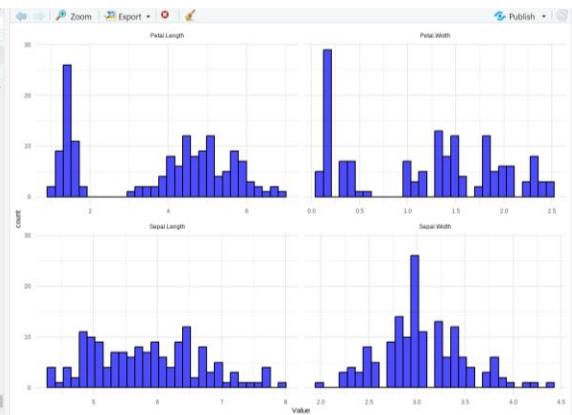 Zoom Export Publish
Petal.Length Petal.Width
30
20
10
0
2 4 6 0.0 0.5 1.0 1.5 2.0 2.5
count
Sepal.Length Sepal.Width
30
20
10
0
5 6 7 8 2.0 2.5 3.0 3.5 4.0 4.5
Value